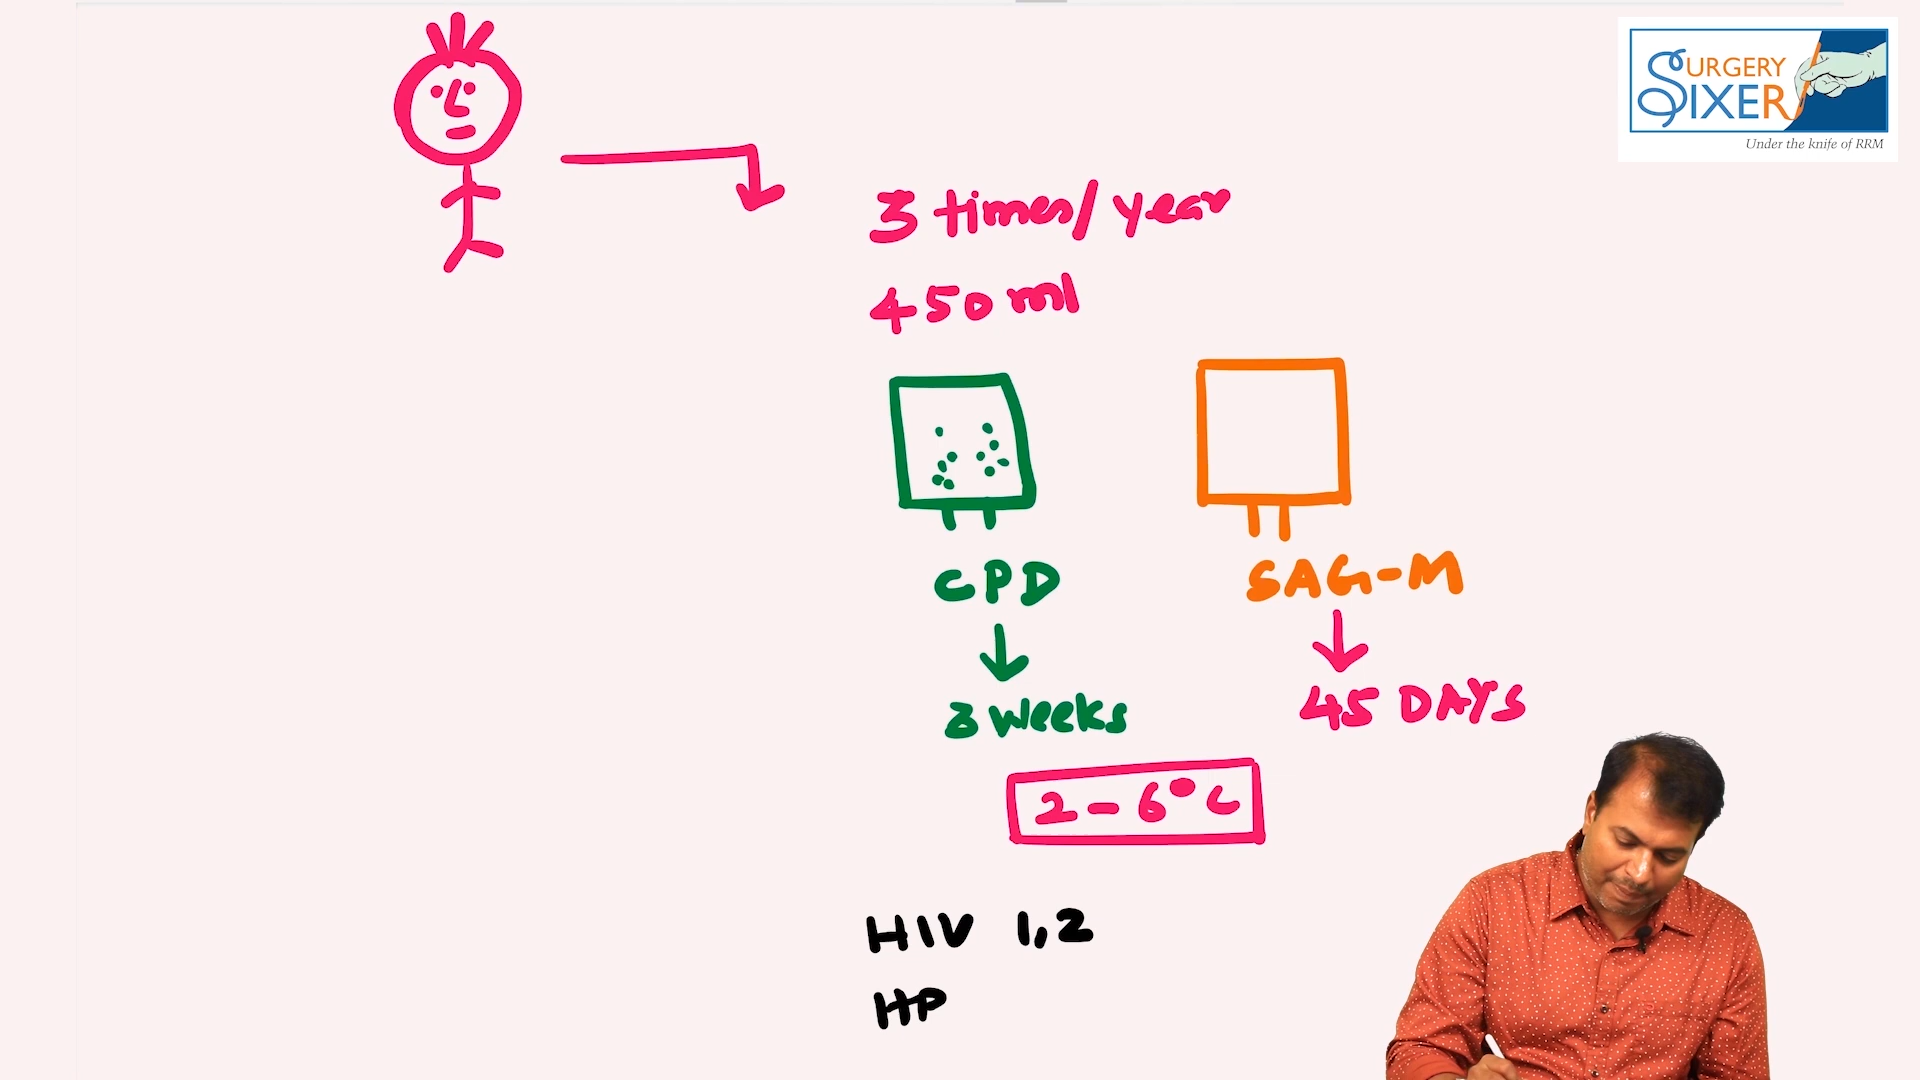 SURGERY
SIXER
Under the knife of RRM
3 times/year
450 ml
CPD
SAG-M
3 weeks
45 DAYS
2-6°C
HIV 1,2
HP